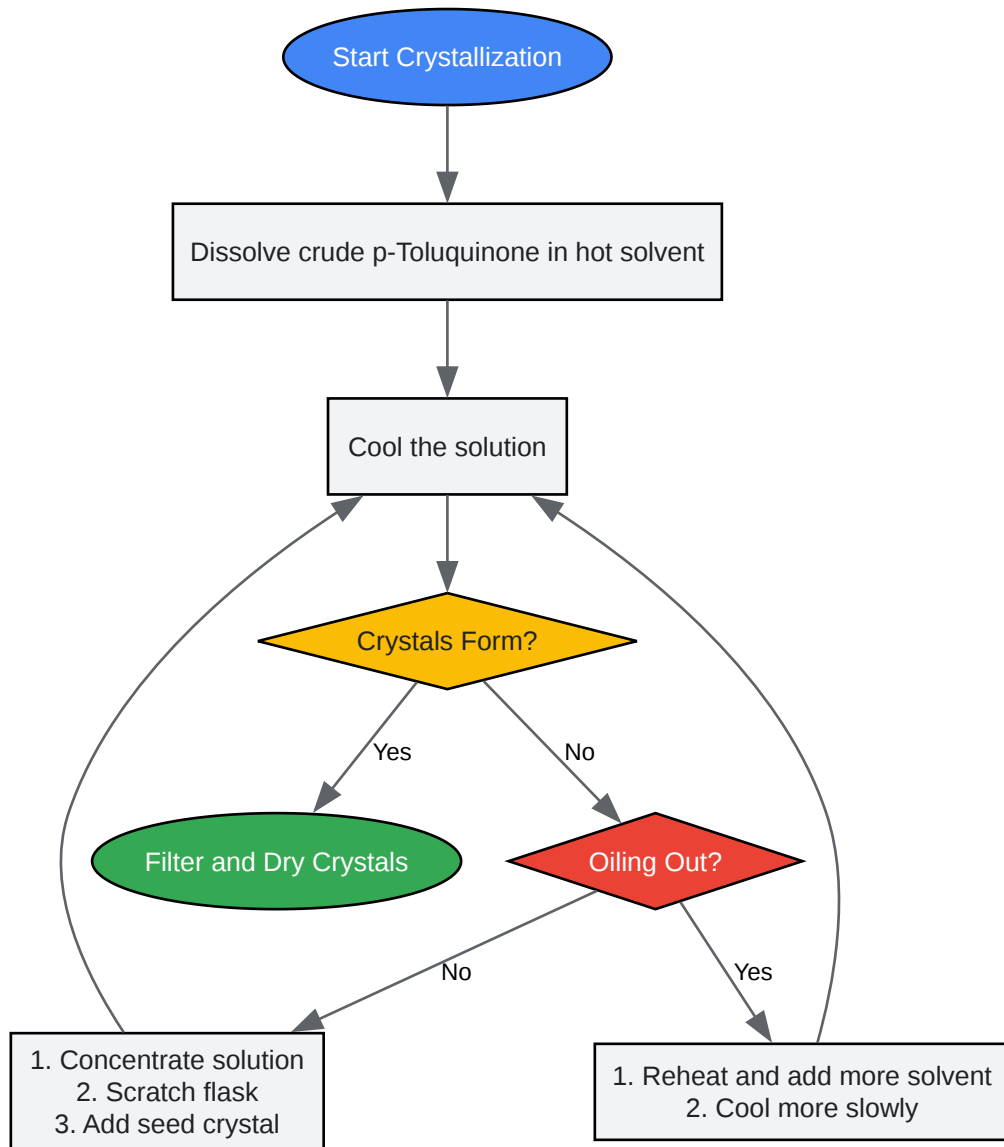 Start Crystallization
Dissolve crude p-Toluquinone in hot solvent
Cool the solution
Crystals Form?
Yes
No
Filter and Dry Crystals
Oiling Out?
No
Yes
1. Concentrate solution
2. Scratch flask
3. Add seed crystal
1. Reheat and add more solvent
2. Cool more slowly